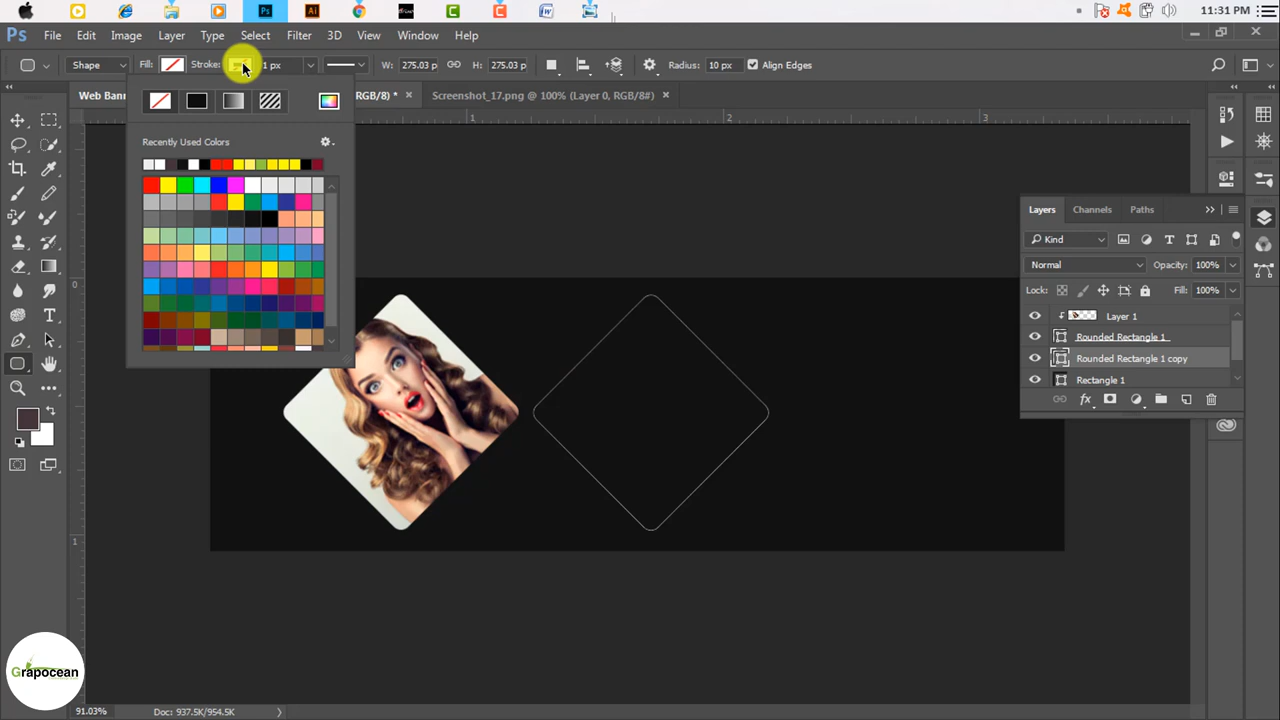 11:31 PM
Ps File Edit Image Layer Type Select Filter 3D View Window Help
Shape Fill: Stroke: 1 px W: 275.03 p H: 275.03 p Radius: 10 px Align Edges
Web Bann RGB/8) * × Screenshot_17.png @ 100% (Layer 0, RGB/8#) ×
1 2 3
Recently Used Colors
Layers Channels Paths
Kind
Normal Opacity: 100%
Lock: Fill: 100%
Layer 1
Rounded Rectangle 1
Rounded Rectangle 1 copy
Rectangle 1
fx
0
1
Grapocean
91.03% Doc: 937.5K/954.5K